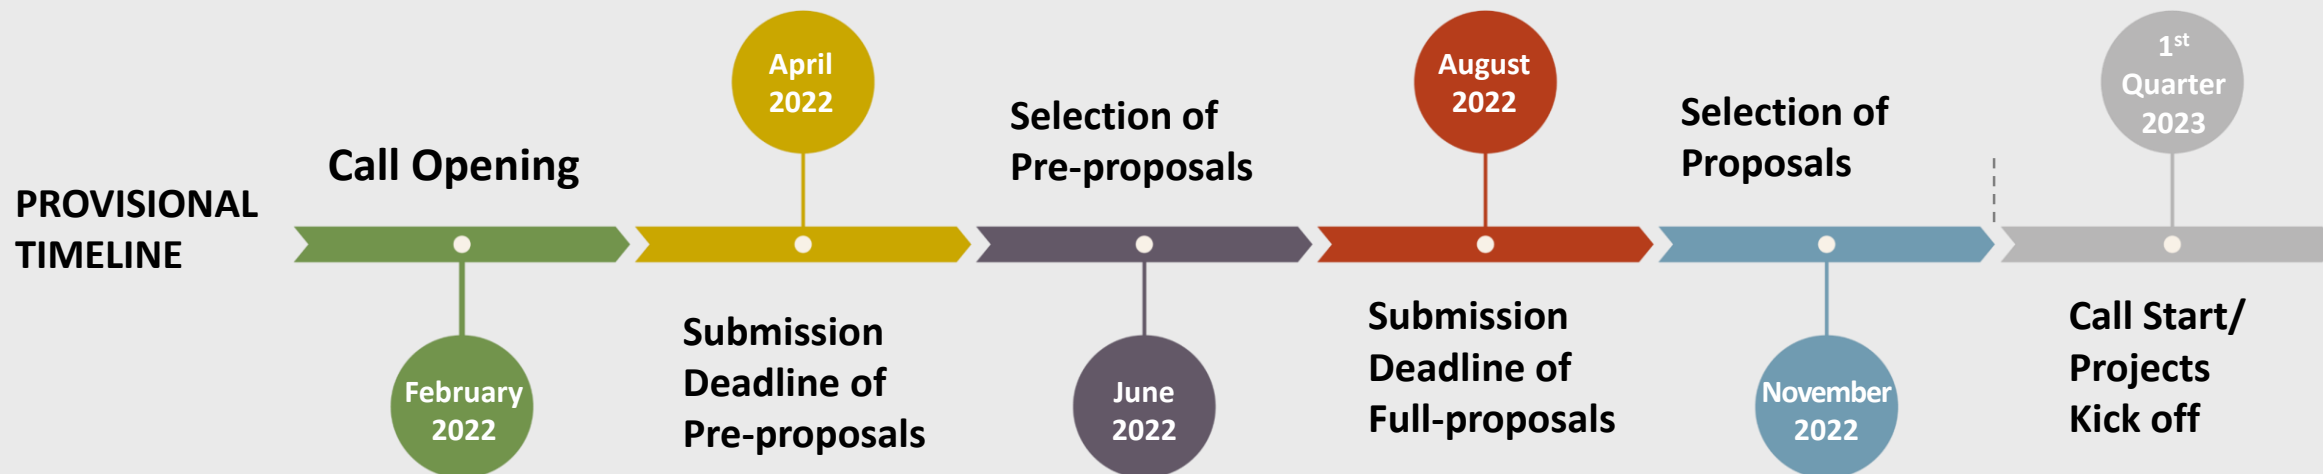 PROVISIONAL
TIMELINE
Call Opening
February
2022
April
2022
Submission
Deadline of
Pre-proposals
Selection of
Pre-proposals
June
2022
August
2022
Submission
Deadline of
Full-proposals
Selection of
Proposals
November
2022
1st
Quarter
2023
Call Start/
Projects
Kick off